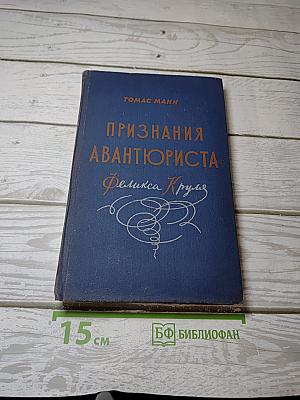 ТОМАС МАНН
ПРИЗНАНИЯ
АВАНТЮРИСТА
Феликса Круля
15 см
БФ БИБЛИОФАН